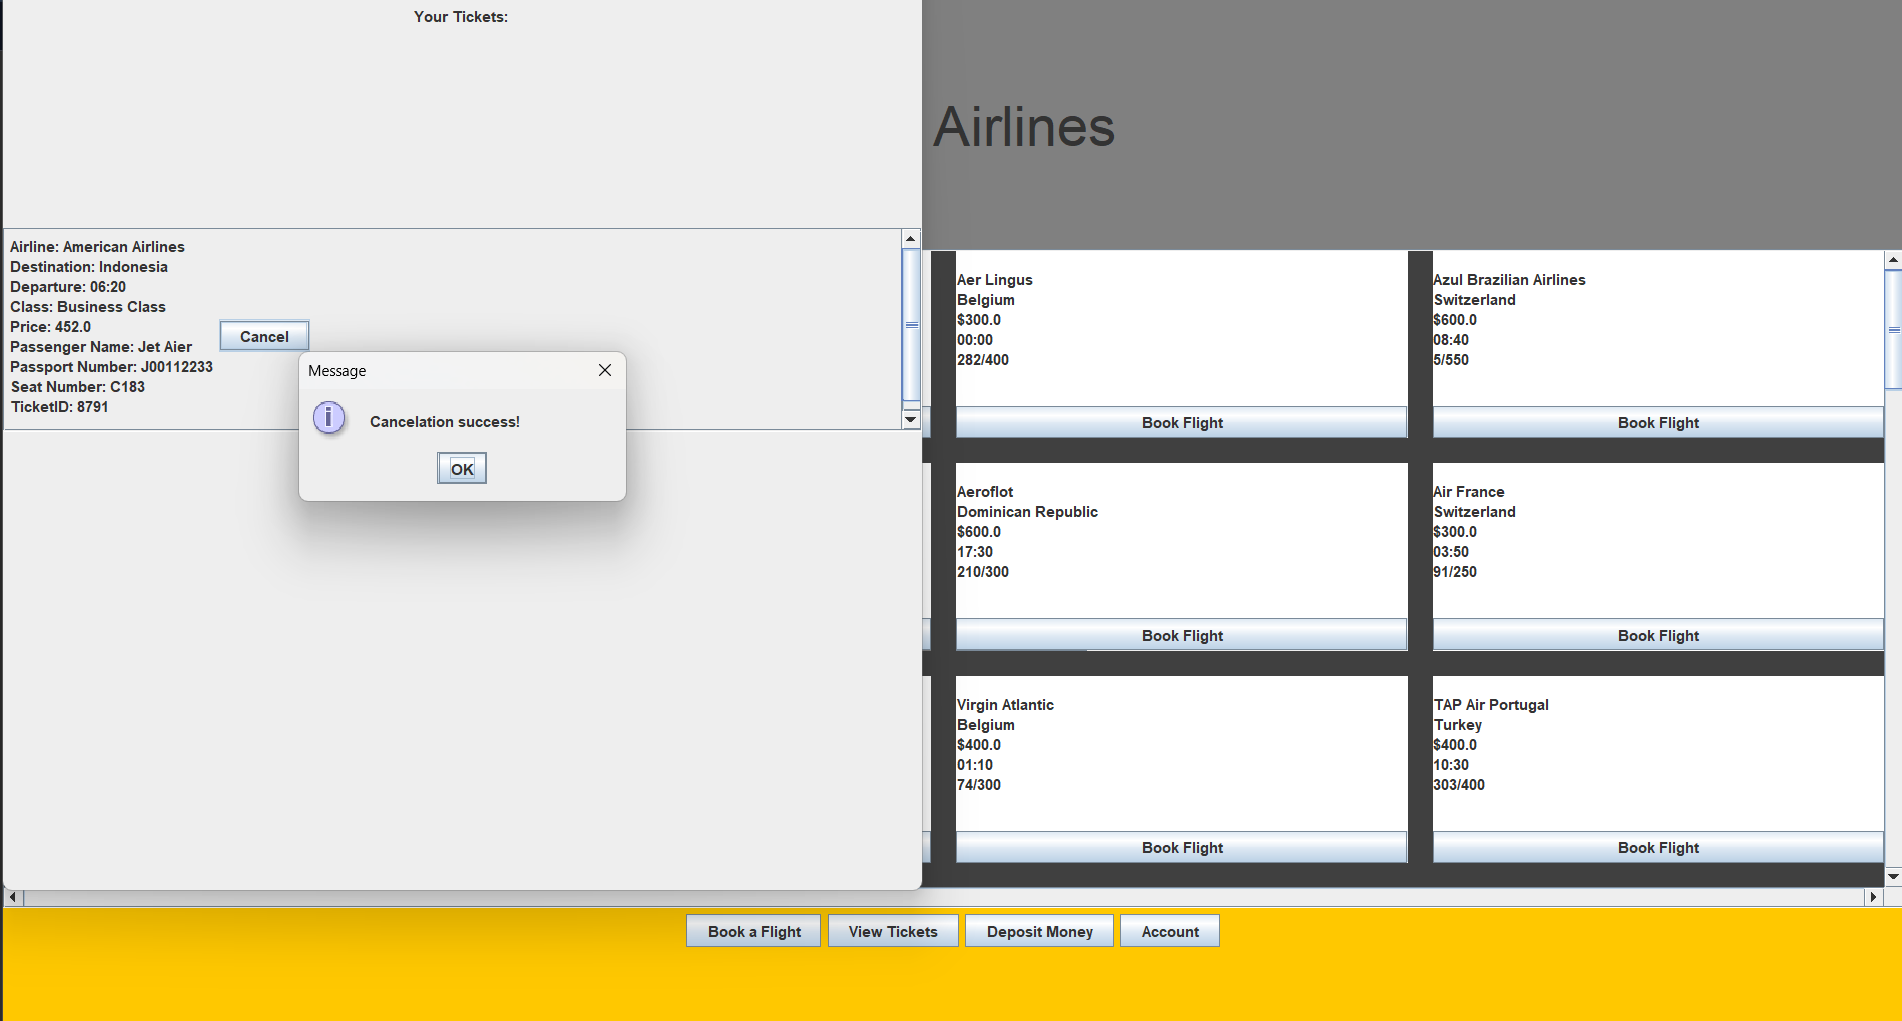 Your Tickets:
Airlines
Airline: American Airlines
Destination: Indonesia
Departure: 06:20
Class: Business Class
Price: 452.0
Passenger Name: Jet Aier
Passport Number: J00112233
Seat Number: C183
TicketID: 8791
Cancel
Message
Cancelation success!
OK
Aer Lingus
Belgium
$300.0
00:00
282/400
Book Flight
Azul Brazilian Airlines
Switzerland
$600.0
08:40
5/550
Book Flight
Aeroflot
Dominican Republic
$600.0
17:30
210/300
Book Flight
Air France
Switzerland
$300.0
03:50
91/250
Book Flight
Virgin Atlantic
Belgium
$400.0
01:10
74/300
Book Flight
TAP Air Portugal
Turkey
$400.0
10:30
303/400
Book Flight
Book a Flight
View Tickets
Deposit Money
Account